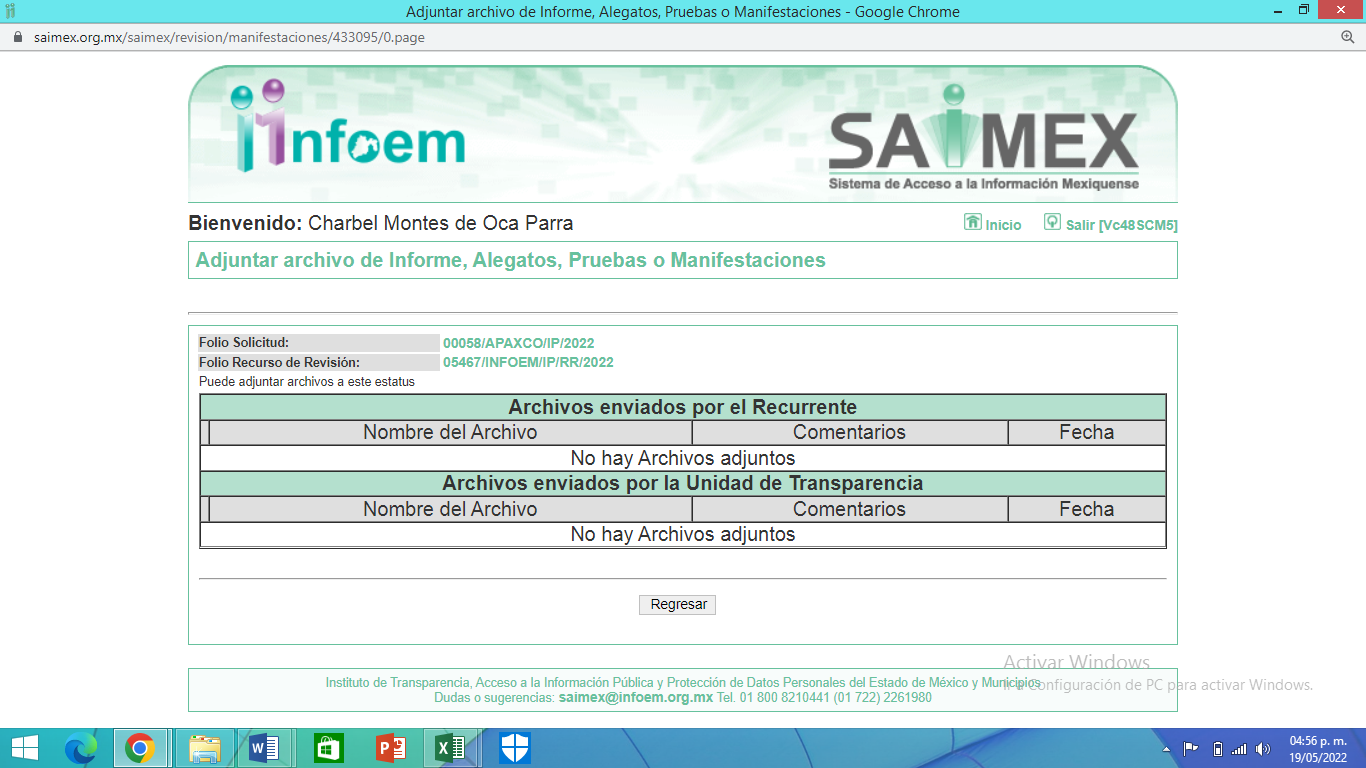 Adjuntar archivo de Informe, Alegatos, Pruebas o Manifestaciones - Google Chrome
saimex.org.mx/saimex/revision/manifestaciones/433095/0.page
infoem
SAIMEX
Sistema de Acceso a la Información Mexiquense
Bienvenido: Charbel Montes de Oca Parra
Inicio
Salir [Vc48SCM5]
Adjuntar archivo de Informe, Alegatos, Pruebas o Manifestaciones
Folio Solicitud: 00058/APAXCO/IP/2022
Folio Recurso de Revisión: 05467/INFOEM/IP/RR/2022
Puede adjuntar archivos a este estatus
Archivos enviados por el Recurrente
Nombre del Archivo Comentarios Fecha
No hay Archivos adjuntos
Archivos enviados por la Unidad de Transparencia
Nombre del Archivo Comentarios Fecha
No hay Archivos adjuntos
Regresar
Activar Windows
Ir a Configuración de PC para activar Windows.
Instituto de Transparencia, Acceso a la Información Pública y Protección de Datos Personales del Estado de México y Municipios
Dudas o sugerencias: saimex@infoem.org.mx Tel. 01 800 8210441 (01 722) 2261980
04:56 p. m.
19/05/2022